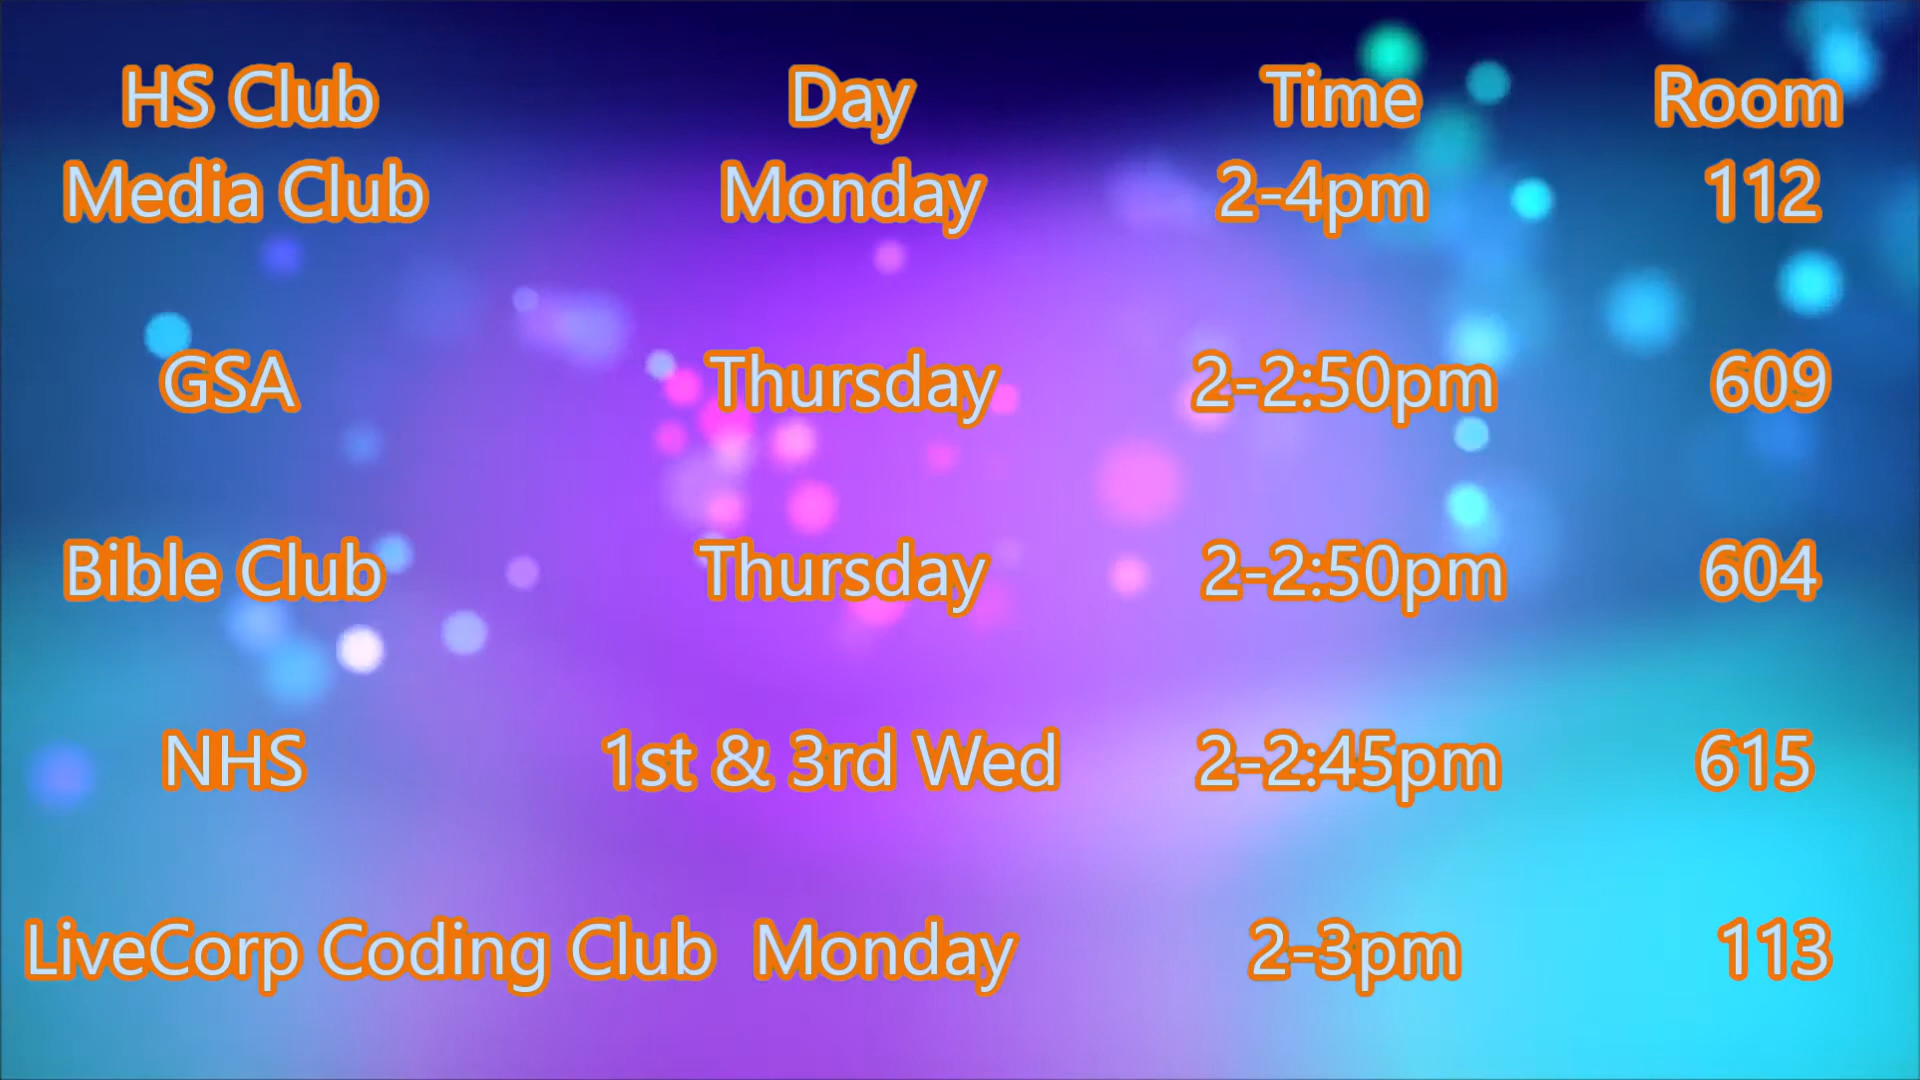 HS Club Day Time Room
Media Club Monday 2-4pm 112
GSA Thursday 2-2:50pm 609
Bible Club Thursday 2-2:50pm 604
NHS 1st & 3rd Wed 2-2:45pm 615
LiveCorp Coding Club Monday 2-3pm 113